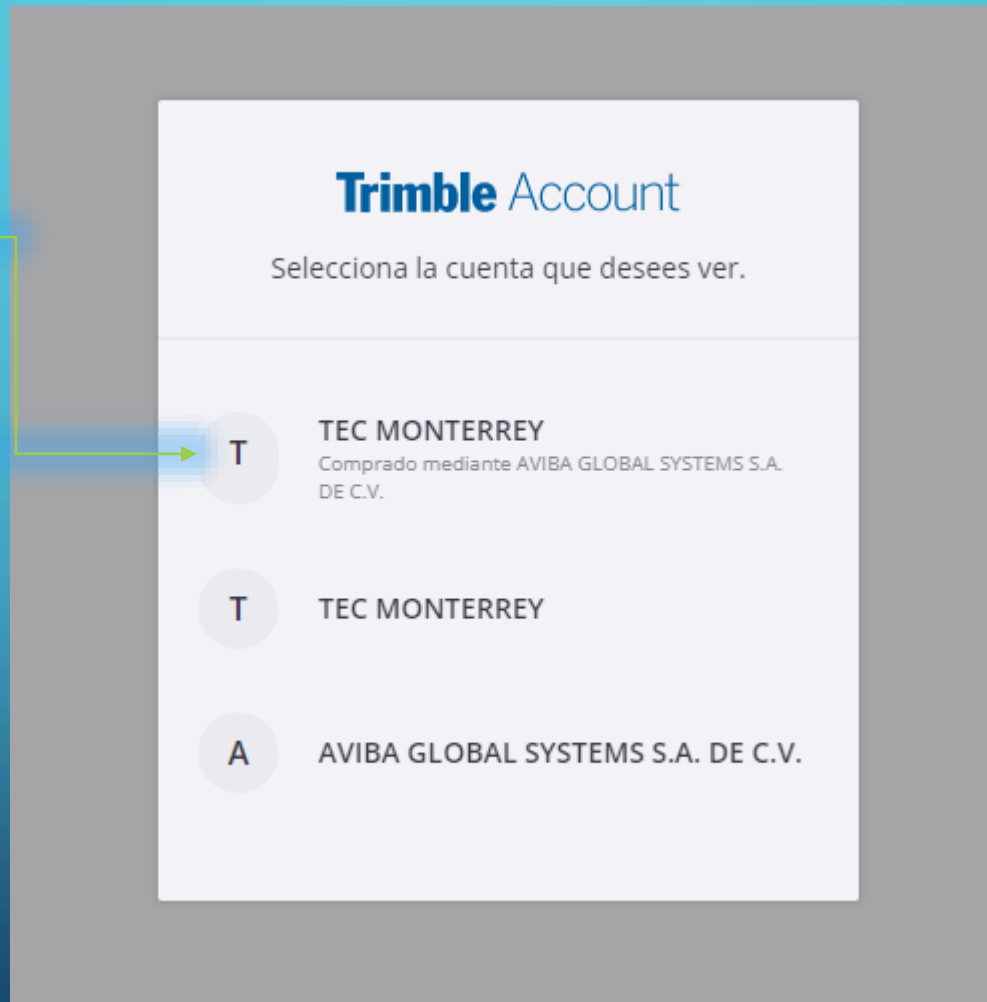 Trimble Account
Selecciona la cuenta que desees ver.
T
TEC MONTERREY
Comprado mediante AVIBA GLOBAL SYSTEMS S.A.
DE C.V.
T
TEC MONTERREY
A
AVIBA GLOBAL SYSTEMS S.A. DE C.V.